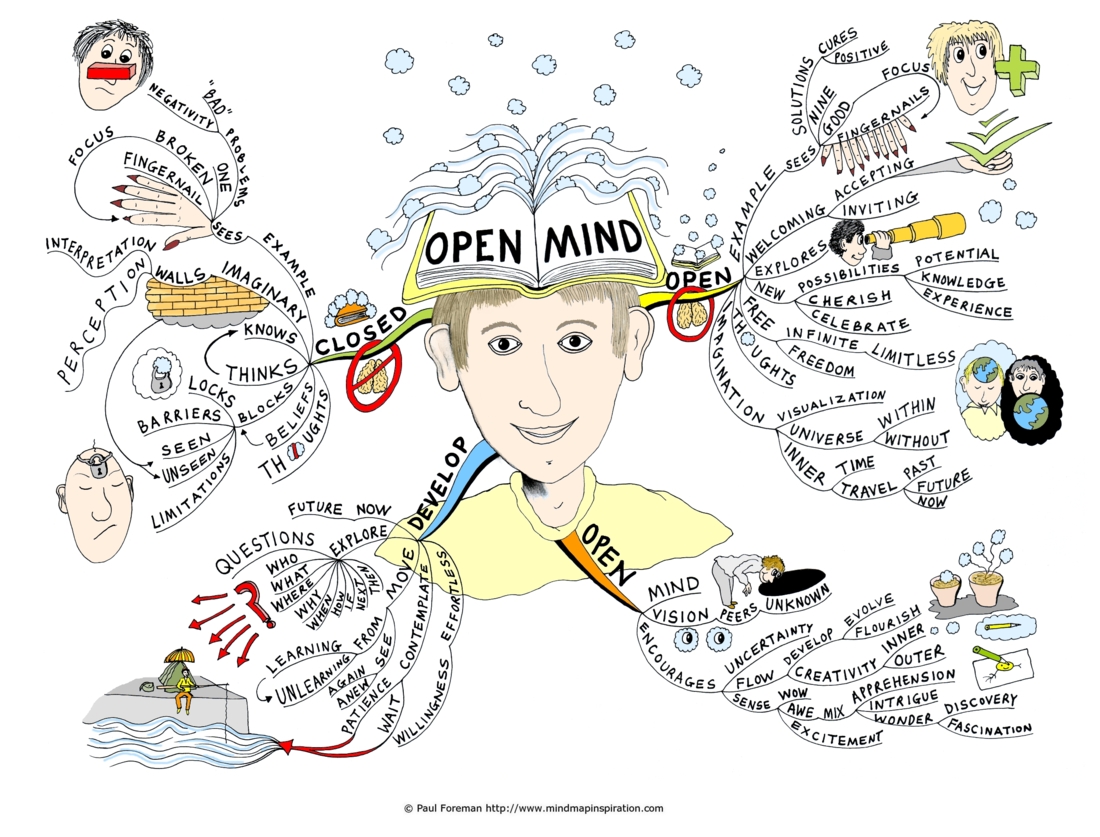 OPEN MIND
CLOSED
EXAMPLE
SEES
"BAD" PROBLEMS
NEGATIVITY
ONE
BROKEN
FINGERNAIL
FOCUS
IMAGINARY
WALLS
INTERPRETATION
PERCEPTION
THINKS
KNOWS
BLOCKS
LOCKS
BARRIERS
SEEN
UNSEEN
LIMITATIONS
BELIEFS
THOUGHTS
OPEN
EXAMPLE
SEES
SOLUTIONS
CURES
POSITIVE
NINE
GOOD
FINGERNAILS
FOCUS
WELCOMING
ACCEPTING
INVITING
EXPLORES
NEW
POSSIBILITIES
POTENTIAL
KNOWLEDGE
EXPERIENCE
CHERISH
CELEBRATE
FREE
THOUGHTS
INFINITE
LIMITLESS
FREEDOM
IMAGINATION
VISUALIZATION
UNIVERSE
WITHIN
WITHOUT
INNER
TIME
TRAVEL
PAST
FUTURE
NOW
DEVELOP
FUTURE NOW
EXPLORE
QUESTIONS
WHO
WHAT
WHERE
WHY
WHEN
HOW
IF
NEXT
THEN
MOVE
FROM
LEARNING
UNLEARNING
CONTEMPLATE
SEE
AGAIN
ANEW
PATIENCE
WAIT
EFFORTLESS
WILLINGNESS
OPEN
MIND
VISION
PEERS
UNKNOWN
ENCOURAGES
UNCERTAINTY
FLOW
DEVELOP
EVOLVE
FLOURISH
CREATIVITY
INNER
OUTER
SENSE
WOW
AWE
MIX
APPREHENSION
INTRIGUE
WONDER
DISCOVERY
FASCINATION
EXCITEMENT
© Paul Foreman http://www.mindmapinspiration.com